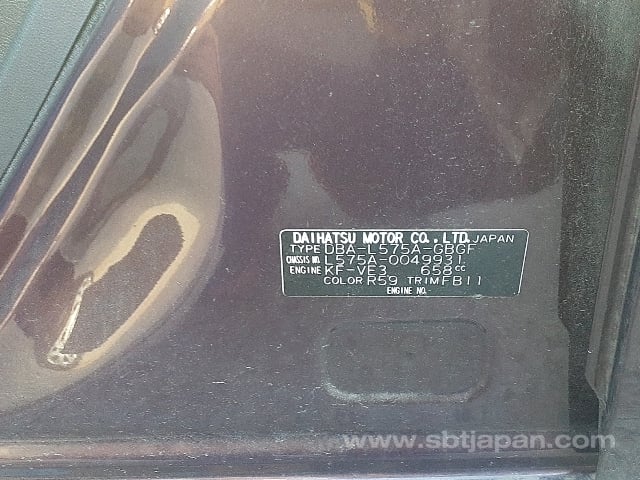 DAIHATSU MOTOR CO., LTD. JAPAN
TYPE DBA-L575A-GBGF
CHASSIS NO. L575A-0049931
ENGINE KF-VE3 658cc
COLOR R59 TRIM FB11
ENGINE NO.
www.sbtjapan.com